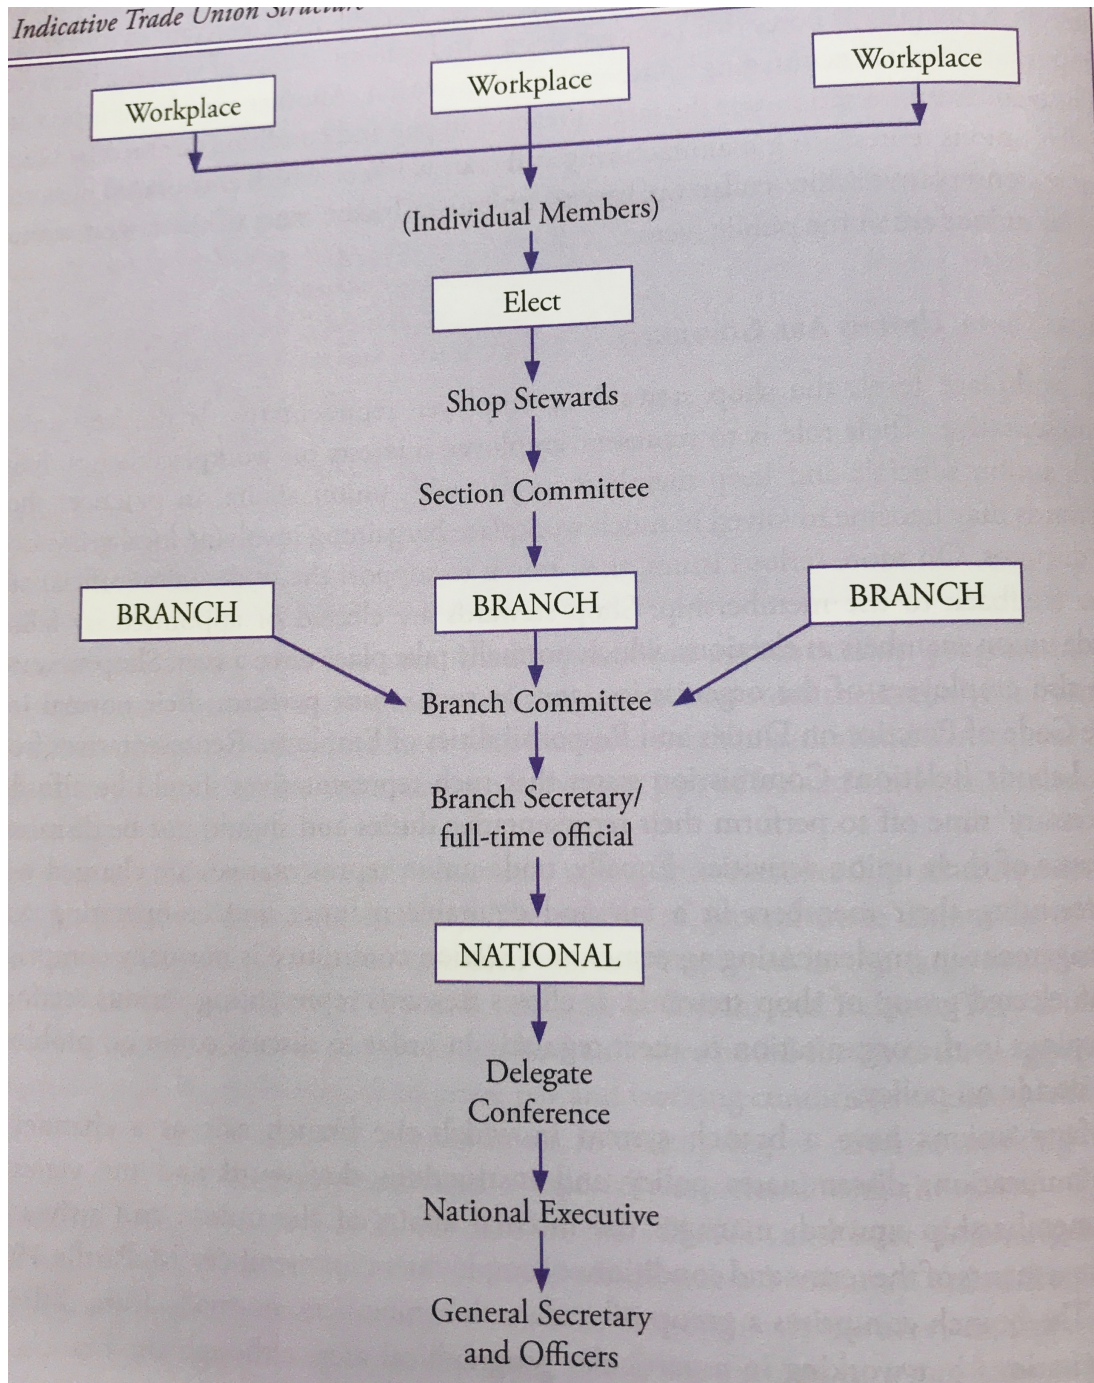 Indicative Trade Union Structure
Workplace
Workplace
Workplace
(Individual Members)
Elect
Shop Stewards
Section Committee
BRANCH
BRANCH
BRANCH
Branch Committee
Branch Secretary/
full-time official
NATIONAL
Delegate
Conference
National Executive
General Secretary
and Officers